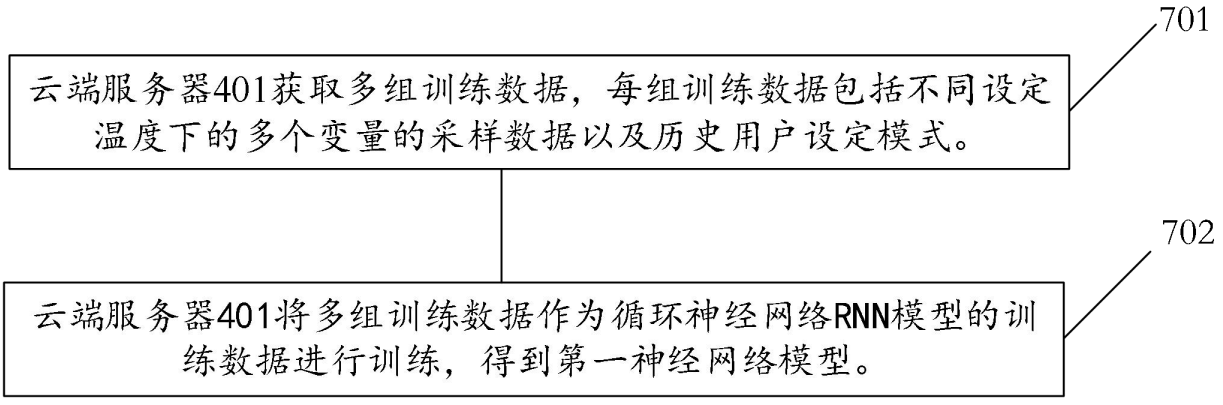 701
云端服务器401获取多组训练数据，每组训练数据包括不同设定
温度下的多个变量的采样数据以及历史用户设定模式。
702
云端服务器401将多组训练数据作为循环神经网络RNN模型的训
练数据进行训练，得到第一神经网络模型。